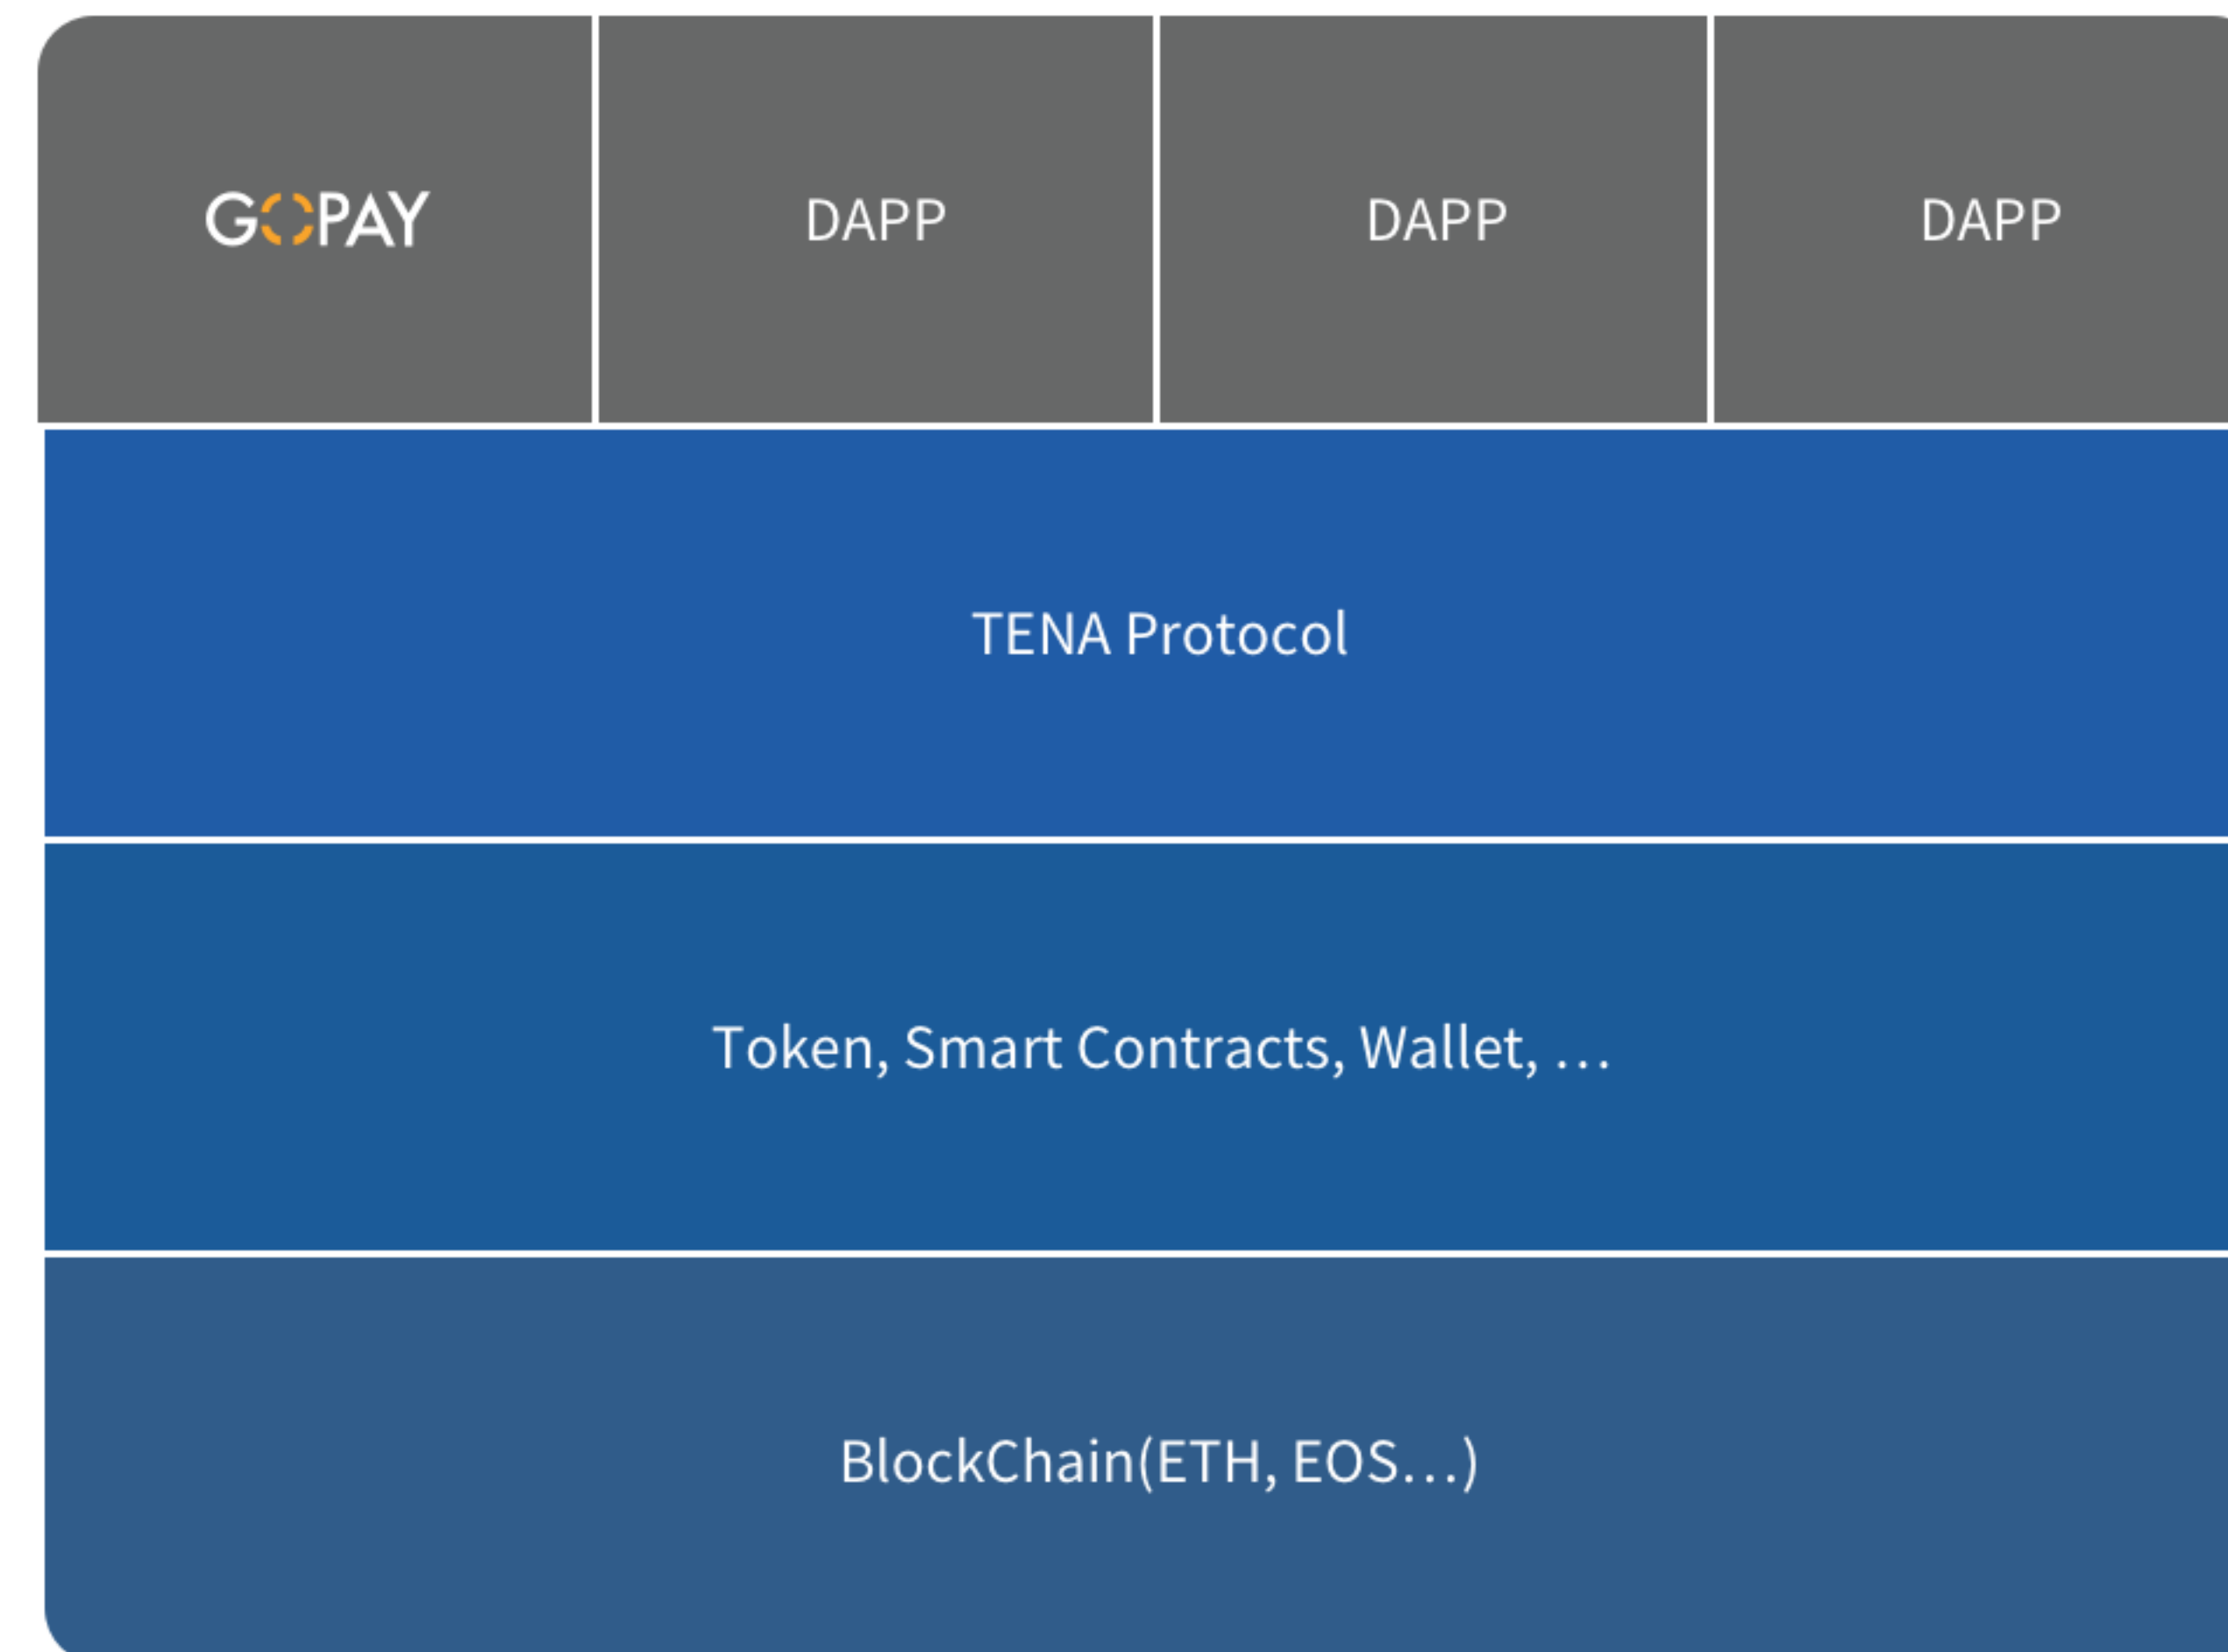 GOPAY DAPP DAPP DAPP
TENA Protocol
Token, Smart Contracts, Wallet, ...
BlockChain(ETH, EOS...)